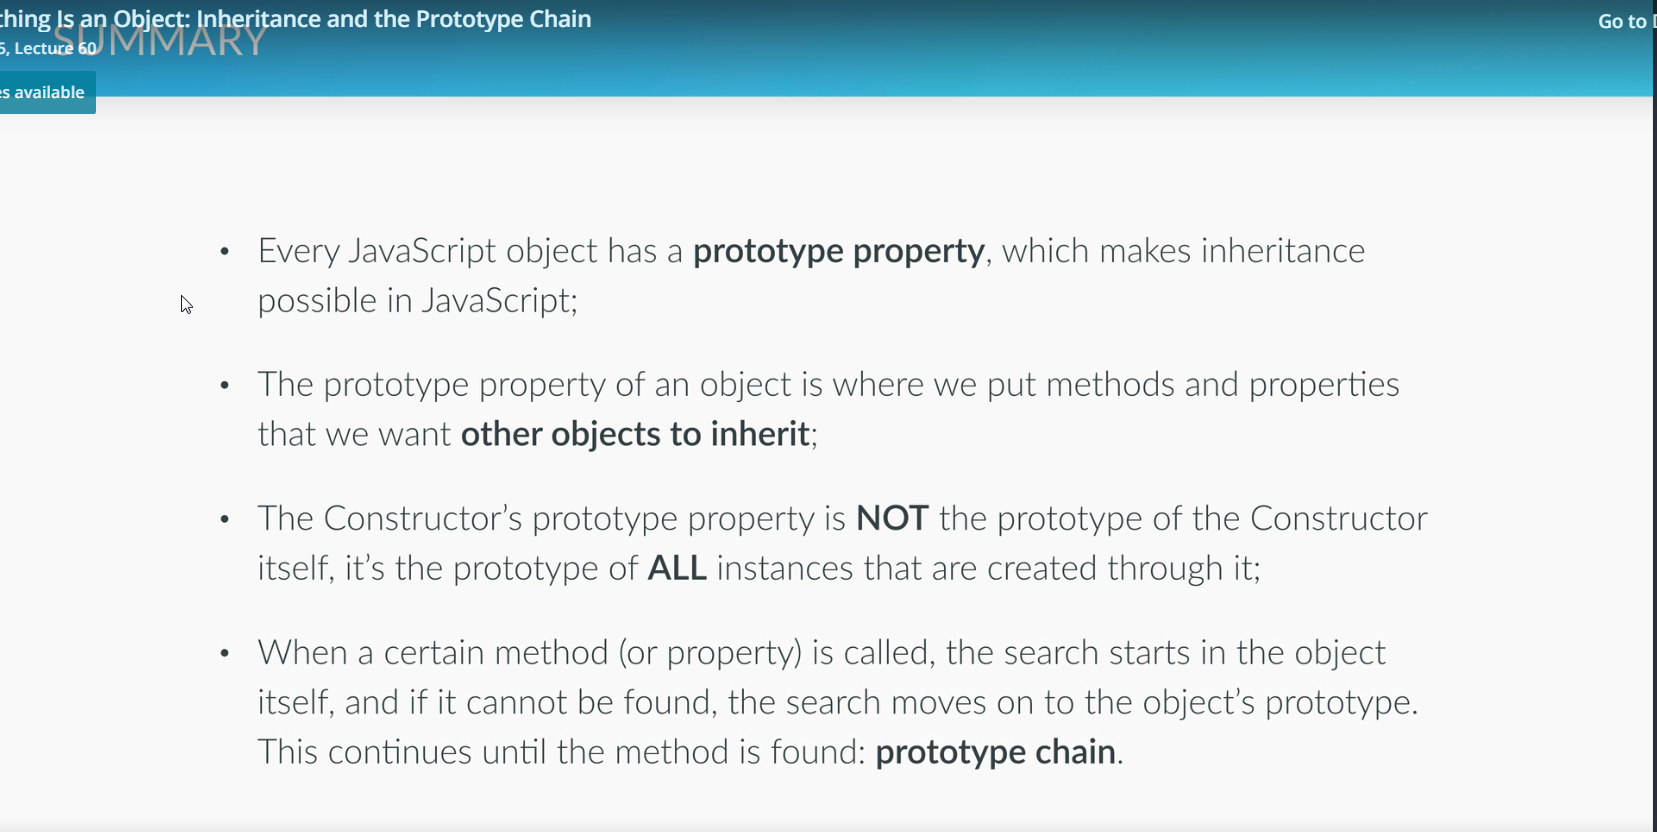 thing Is an Object: Inheritance and the Prototype Chain
Go to
SUMMARY
5, Lecture 60
es available
• Every JavaScript object has a prototype property, which makes inheritance
possible in JavaScript;
• The prototype property of an object is where we put methods and properties
that we want other objects to inherit;
• The Constructor’s prototype property is NOT the prototype of the Constructor
itself, it’s the prototype of ALL instances that are created through it;
• When a certain method (or property) is called, the search starts in the object
itself, and if it cannot be found, the search moves on to the object’s prototype.
This continues until the method is found: prototype chain.